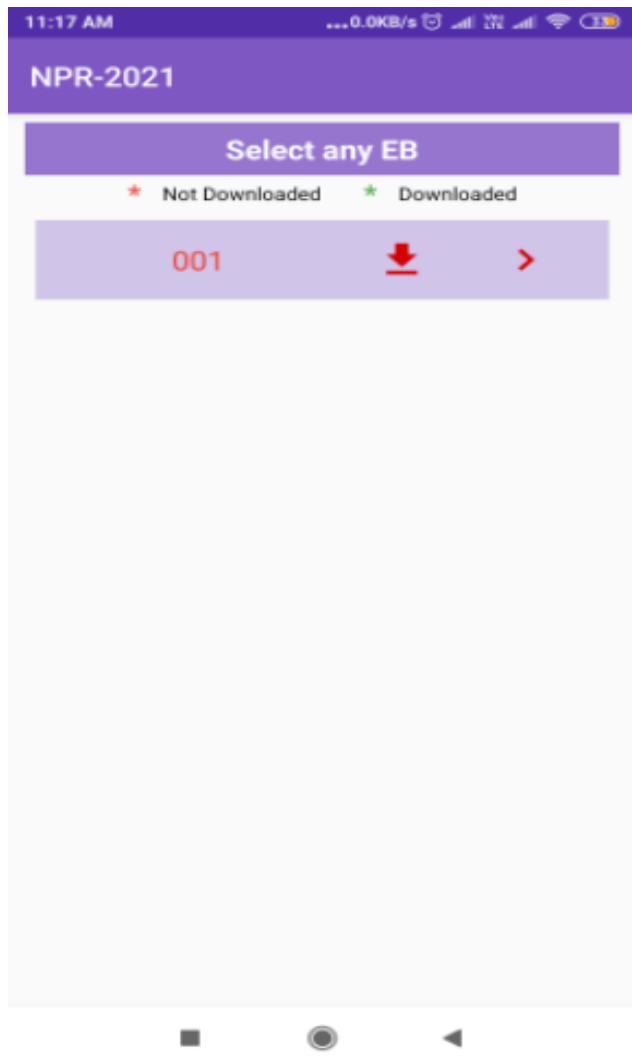 11:17 AM ...0.0KB/s
NPR-2021
Select any EB
* Not Downloaded * Downloaded
001